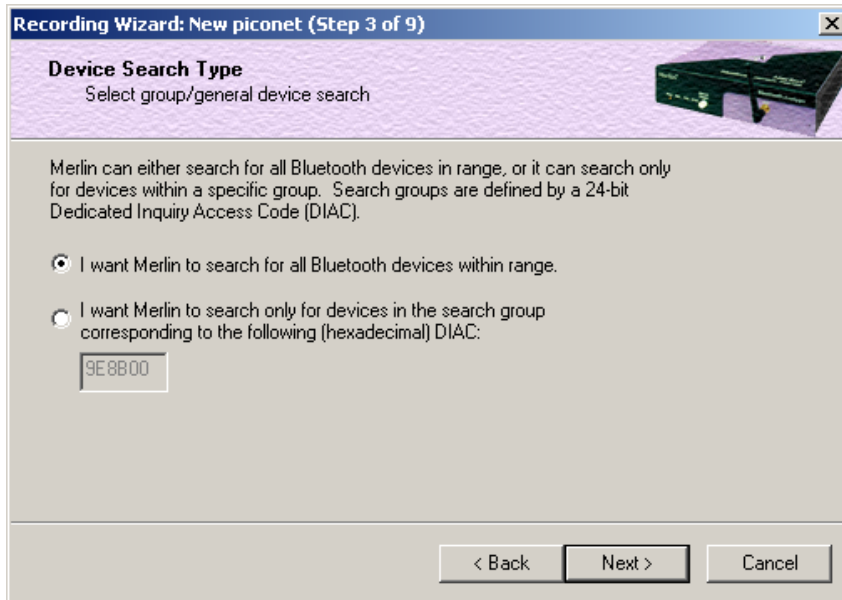 Recording Wizard: New piconet (Step 3 of 9)
Device Search Type
Select group/general device search
Merlin can either search for all Bluetooth devices in range, or it can search only
for devices within a specific group.  Search groups are defined by a 24-bit
Dedicated Inquiry Access Code (DIAC).
I want Merlin to search for all Bluetooth devices within range.
I want Merlin to search only for devices in the search group
corresponding to the following (hexadecimal) DIAC:
9E8B00
< Back
Next >
Cancel